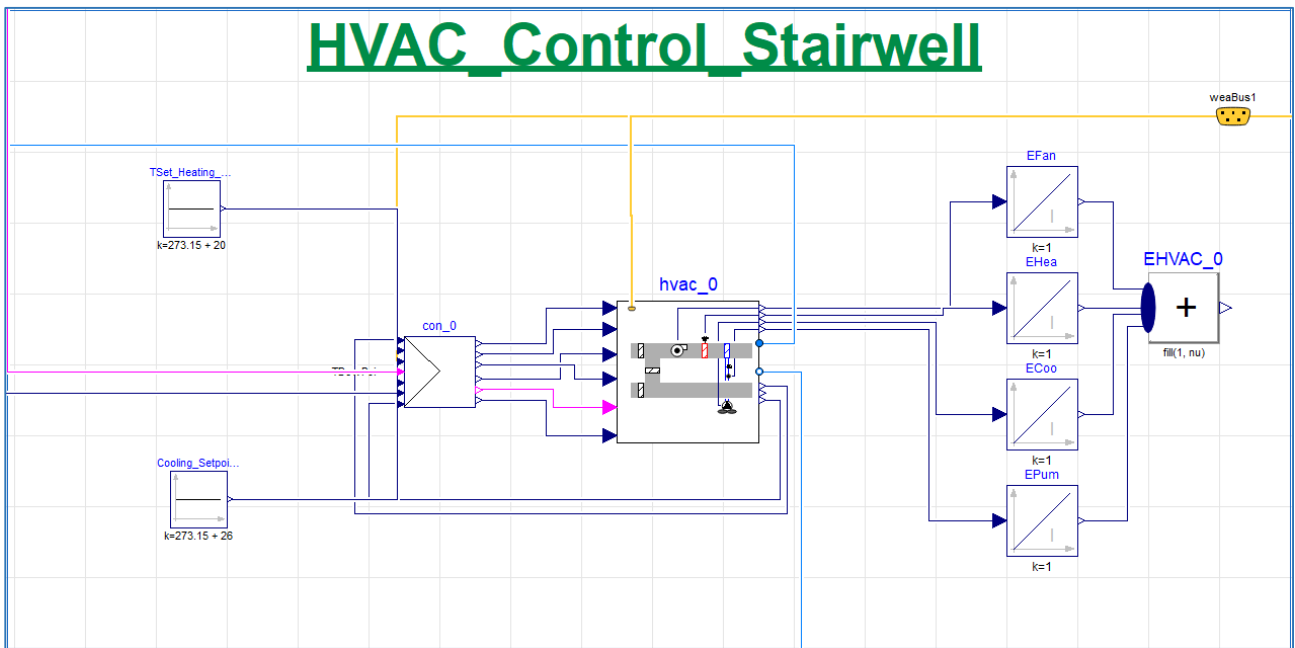 HVAC_Control_Stairwell
weaBus1
TSet_Heating_...
k=273.15 + 20
EFan
k=1
EHea
k=1
EHVAC_0
+
fill(1, nu)
hvac_0
con_0
ECoo
k=1
Cooling_Setpoi...
k=273.15 + 26
EPum
k=1